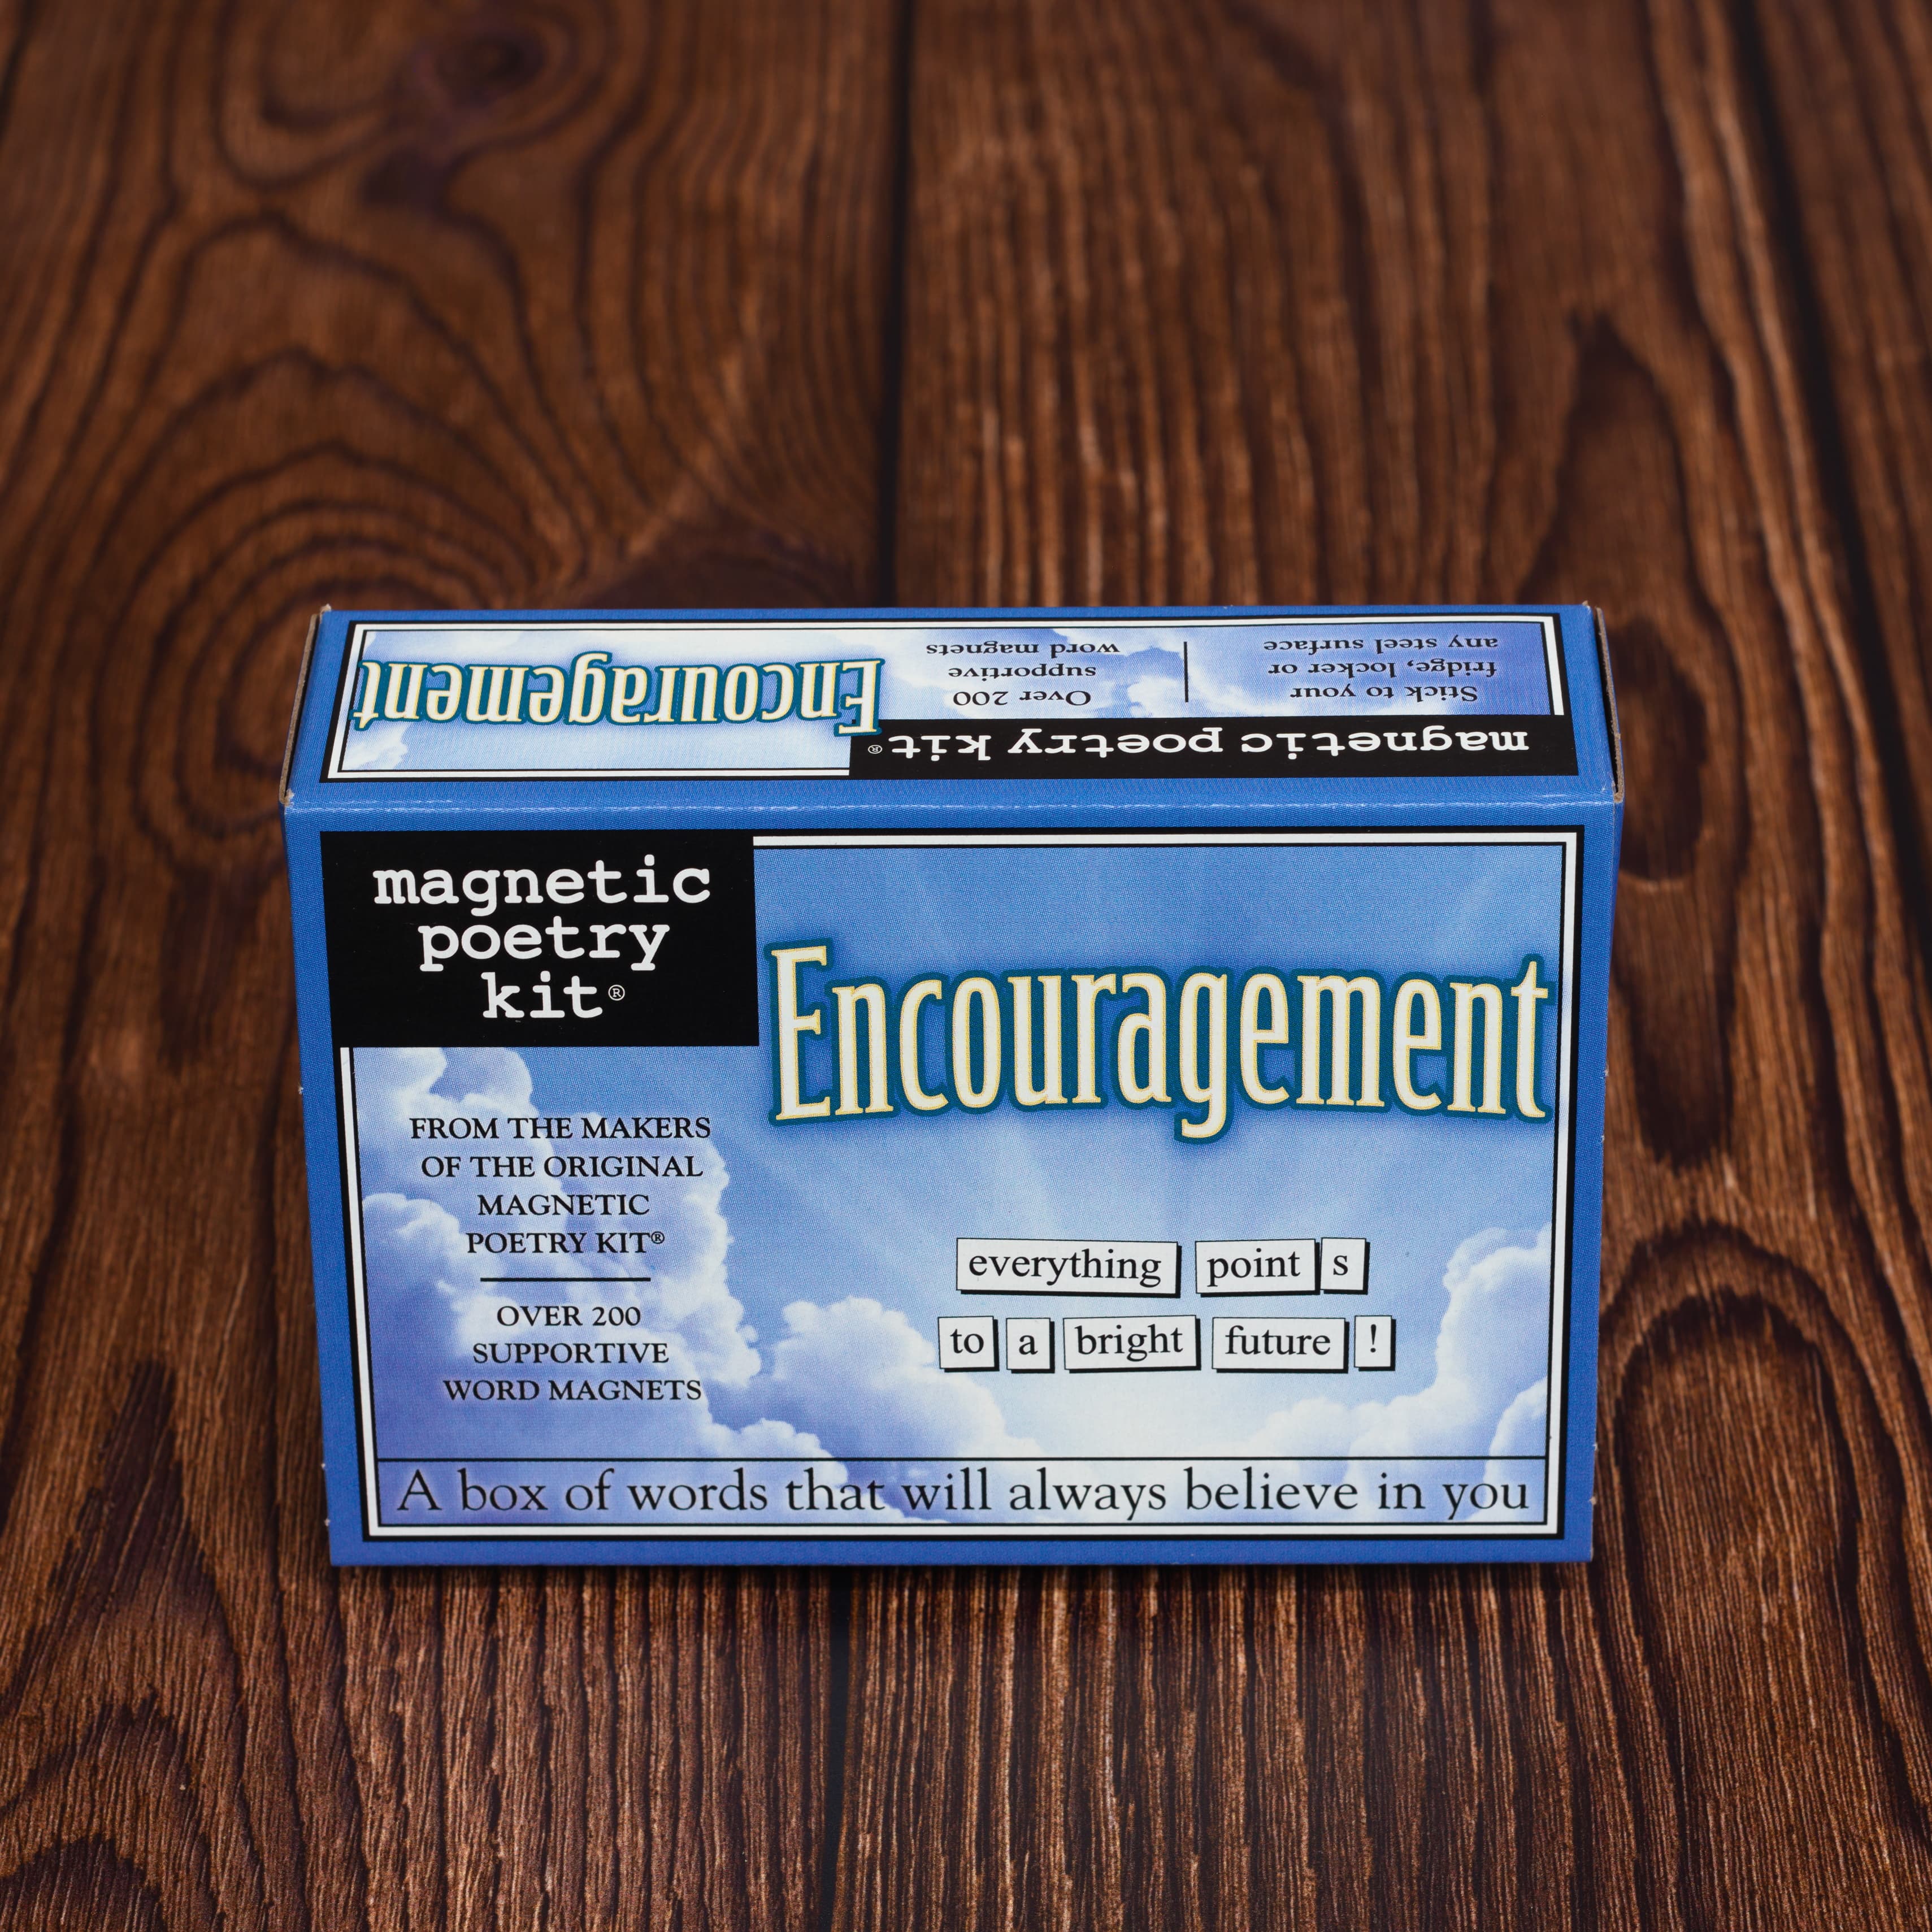 Encouragement
Over 200
supportive
word magnets
Stick to your
fridge, locker or
any steel surface
magnetic poetry kit®
magnetic
poetry
kit®
Encouragement
FROM THE MAKERS
OF THE ORIGINAL
MAGNETIC
POETRY KIT®
OVER 200
SUPPORTIVE
WORD MAGNETS
everything point s
to a bright future !
A box of words that will always believe in you